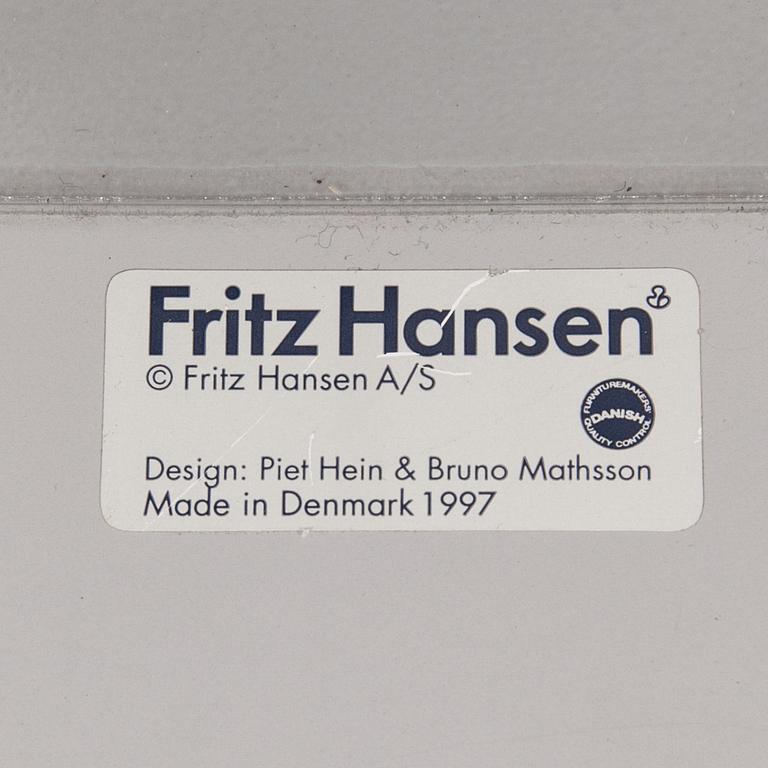 Fritz Hansen
© Fritz Hansen A/S
FURNITUREMAKERS'
DANISH
QUALITY CONTROL
Design: Piet Hein & Bruno Mathsson
Made in Denmark 1997